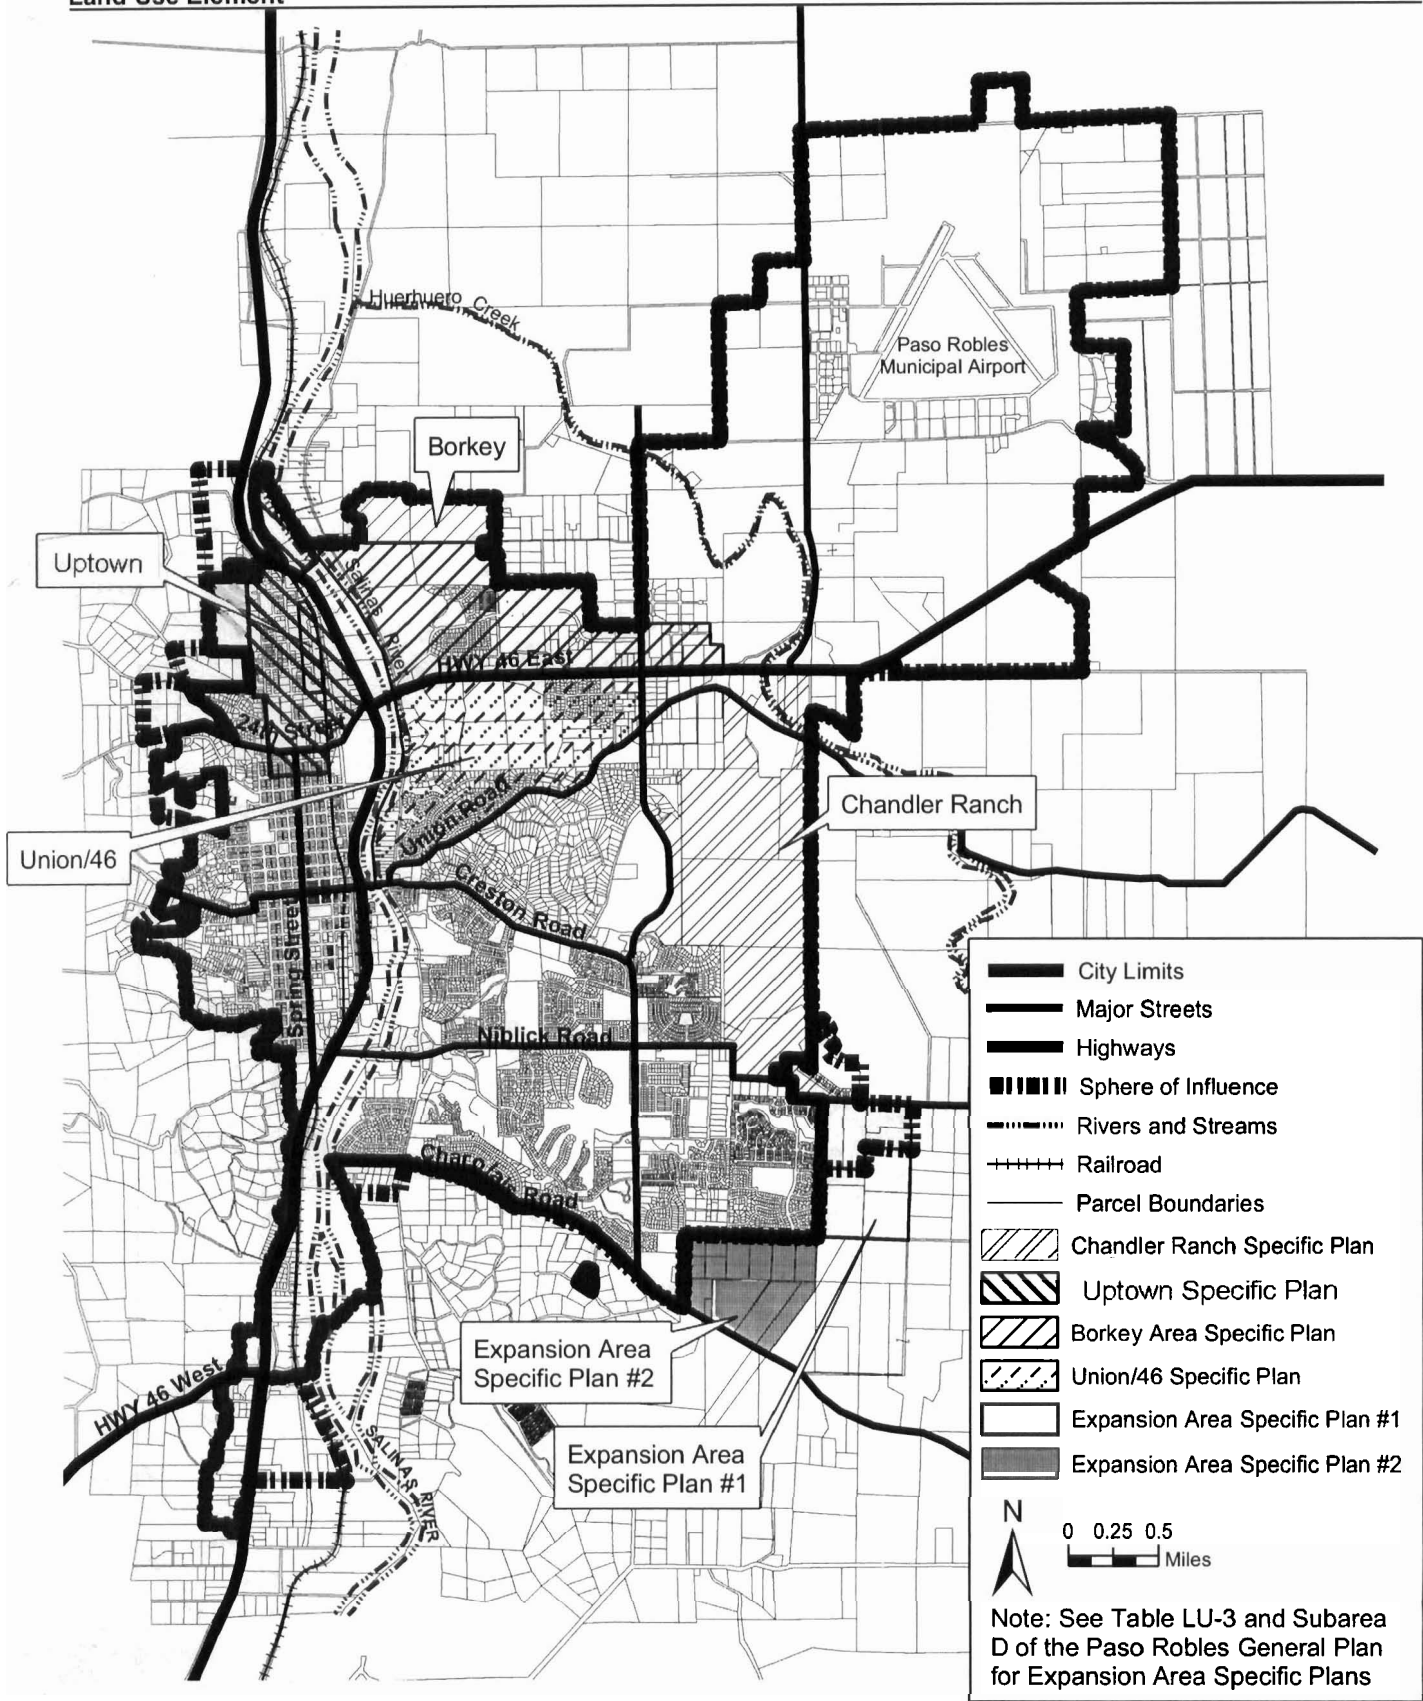 Land Use Element
Huerhuero Creek
Paso Robles
Municipal Airport
Borkey
Uptown
Salinas River
HWY 46 East
24th Street
Chandler Ranch
Union Road
Union/46
Creston Road
Spring Street
Niblick Road
Charolais Road
Expansion Area
Specific Plan #2
HWY 46 West
SALINAS RIVER
Expansion Area
Specific Plan #1
City Limits
Major Streets
Highways
Sphere of Influence
Rivers and Streams
Railroad
Parcel Boundaries
Chandler Ranch Specific Plan
Uptown Specific Plan
Borkey Area Specific Plan
Union/46 Specific Plan
Expansion Area Specific Plan #1
Expansion Area Specific Plan #2
N
0 0.25 0.5
Miles
Note: See Table LU-3 and Subarea
D of the Paso Robles General Plan
for Expansion Area Specific Plans